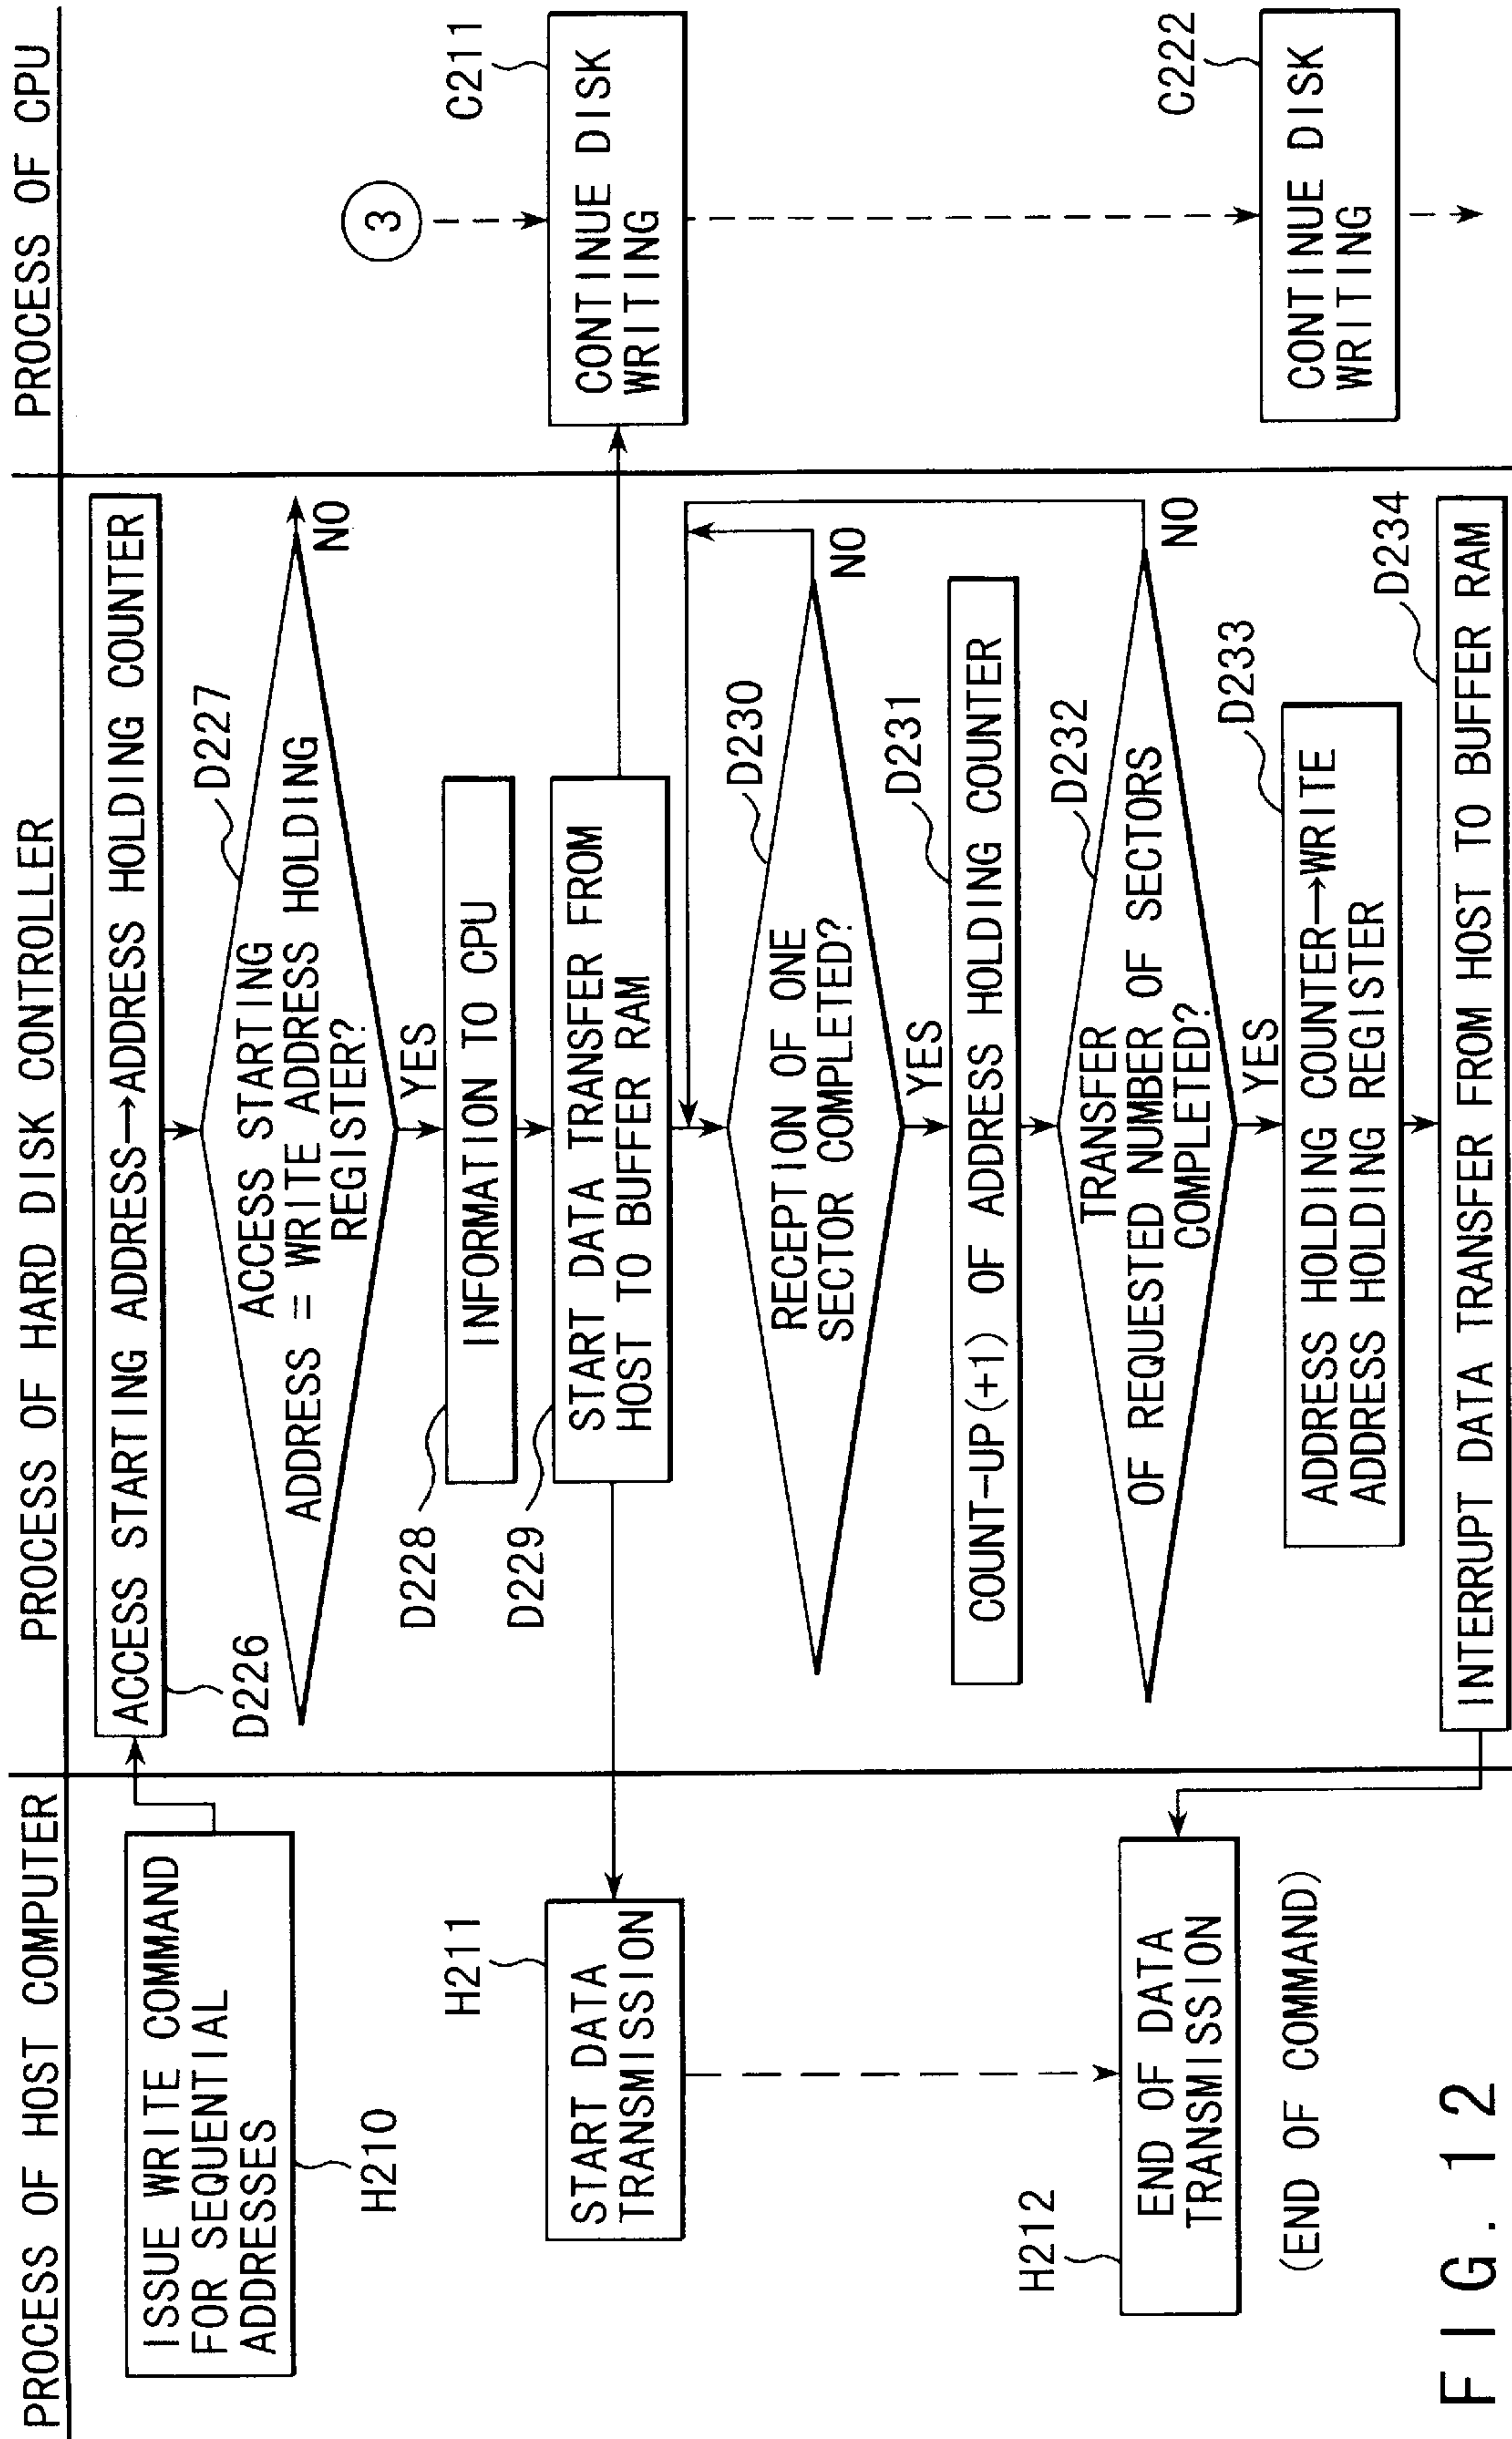 PROCESS OF HOST COMPUTER
PROCESS OF HARD DISK CONTROLLER
PROCESS OF CPU
ISSUE WRITE COMMAND
FOR SEQUENTIAL
ADDRESSES
H210
ACCESS STARTING ADDRESS→ADDRESS HOLDING COUNTER
D226
D227
ACCESS STARTING
ADDRESS = WRITE ADDRESS HOLDING
REGISTER?
NO
YES
3
D228
INFORMATION TO CPU
D229
START DATA TRANSFER FROM
HOST TO BUFFER RAM
H211
START DATA
TRANSMISSION
C211
CONTINUE DISK
WRITING
D230
RECEPTION OF ONE
SECTOR COMPLETED?
NO
YES
D231
COUNT-UP(+1) OF ADDRESS HOLDING COUNTER
D232
TRANSFER
OF REQUESTED NUMBER OF SECTORS
COMPLETED?
NO
YES
D233
ADDRESS HOLDING COUNTER→WRITE
ADDRESS HOLDING REGISTER
D234
INTERRUPT DATA TRANSFER FROM HOST TO BUFFER RAM
H212
END OF DATA
TRANSMISSION
(END OF COMMAND)
C222
CONTINUE DISK
WRITING
FIG. 12